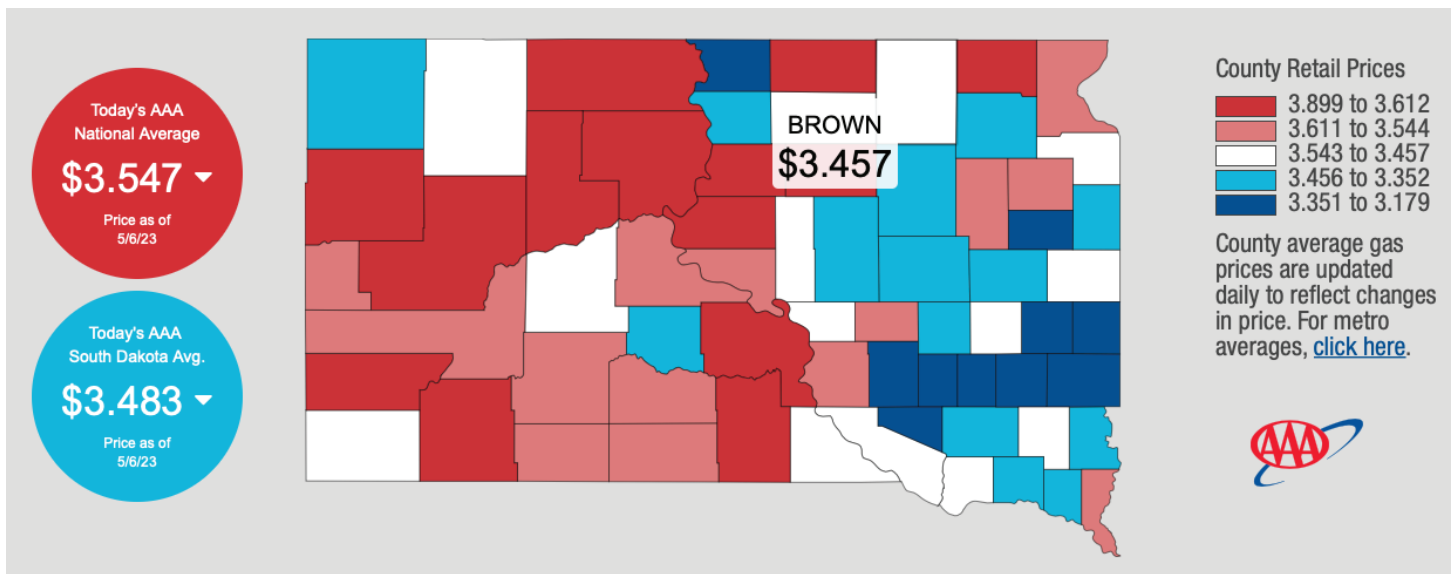 Today's AAA
National Average
$3.547
Price as of
5/6/23
Today's AAA
South Dakota Avg.
$3.483
Price as of
5/6/23
BROWN
$3.457
County Retail Prices
3.899 to 3.612
3.611 to 3.544
3.543 to 3.457
3.456 to 3.352
3.351 to 3.179
County average gas
prices are updated
daily to reflect changes
in price. For metro
averages, click here.
AAA